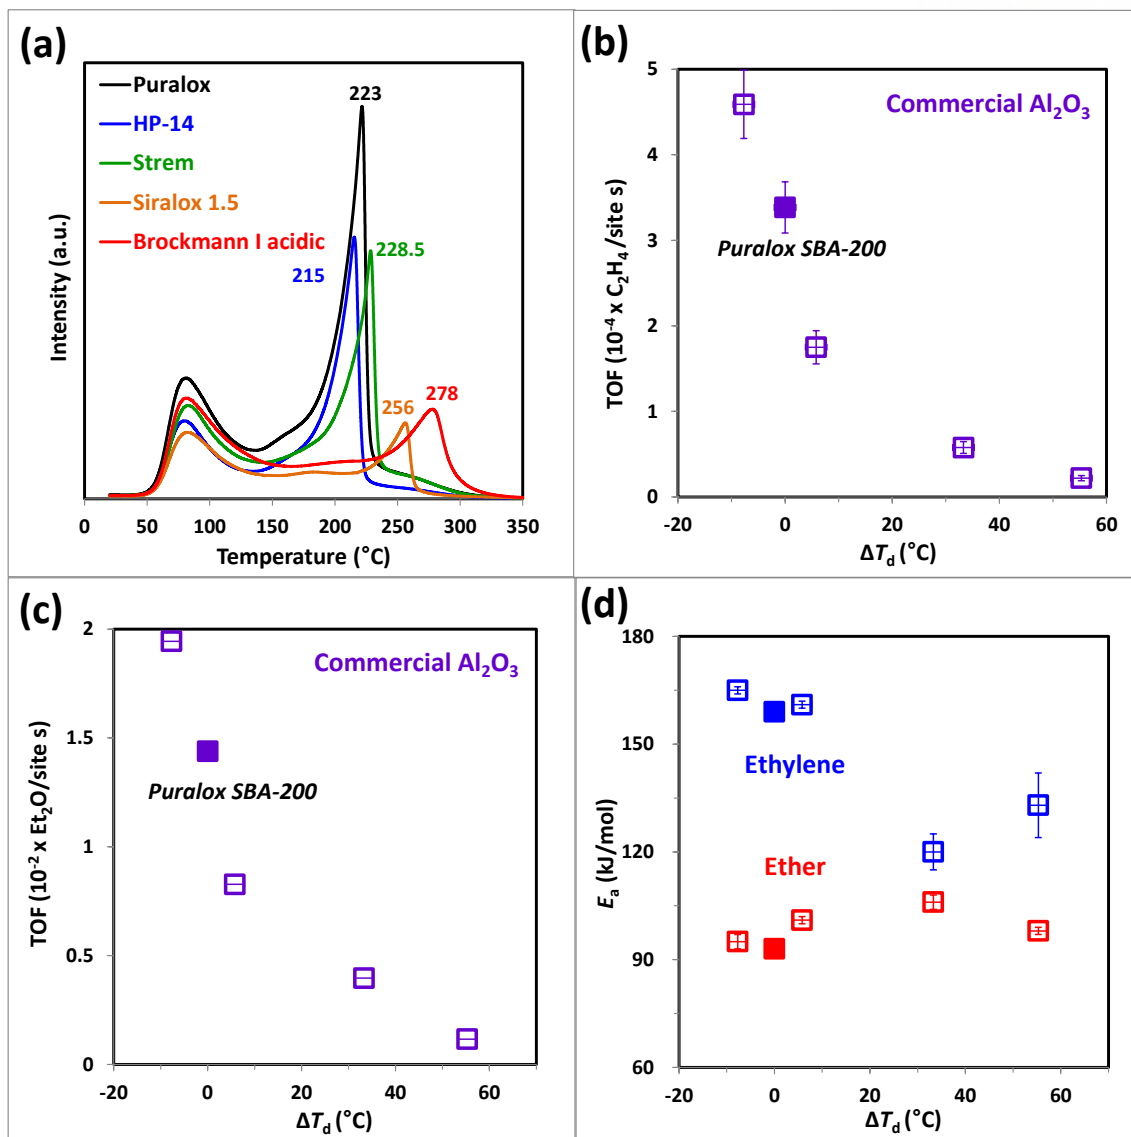 (a)
Puralox
HP-14
Strem
Siralox 1.5
Brockmann I acidic
223
215
228.5
256
278
Intensity (a.u.)
0 50 100 150 200 250 300 350
Temperature (°C)
(b)
Commercial Al₂O₃
Puralox SBA-200
TOF (10⁻⁴ x C₂H₄/site s)
5
4
3
2
1
0
-20 0 20 40 60
ΔT_d (°C)
(c)
Commercial Al₂O₃
Puralox SBA-200
TOF (10⁻² x Et₂O/site s)
2
1.5
1
0.5
0
-20 0 20 40 60
ΔT_d (°C)
(d)
Ethylene
Ether
E_a (kJ/mol)
180
150
120
90
60
-20 0 20 40 60
ΔT_d (°C)